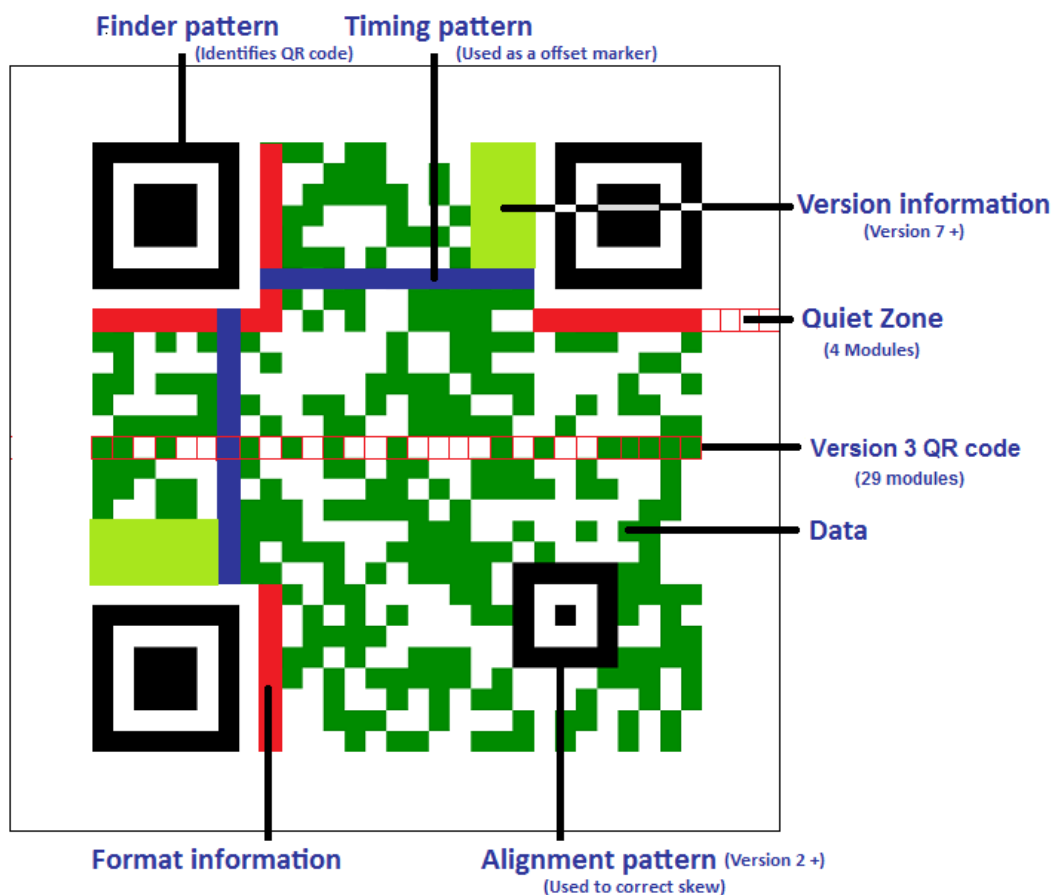 Finder pattern
(Identifies QR code)
Timing pattern
(Used as a offset marker)
Version information
(Version 7 +)
Quiet Zone
(4 Modules)
Version 3 QR code
(29 modules)
Data
Format information
Alignment pattern (Version 2 +)
(Used to correct skew)